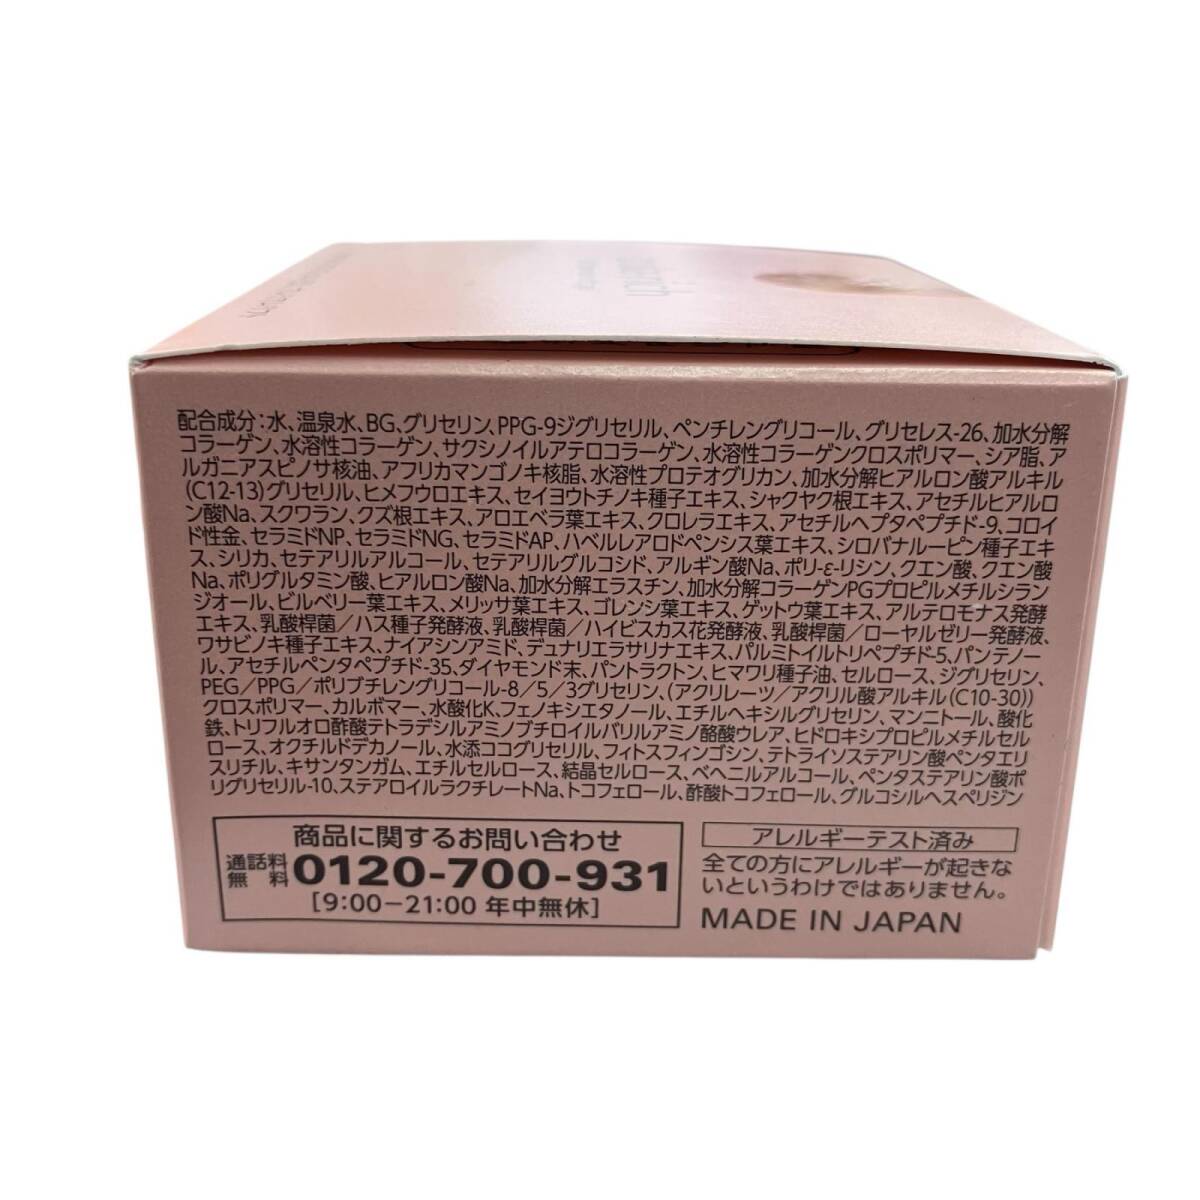 配合成分:水、温泉水、BG、グリセリン、PPG-9ジグリセリル、ペンチレングリコール、グリセレス-26、加水分解
コラーゲン、水溶性コラーゲン、サクシノイルアテロコラーゲン、水溶性コラーゲンクロスポリマー、シア脂、ア
ルガニアスピノサ核油、アフリカマンゴノキ核脂、水溶性プロテオグリカン、加水分解ヒアルロン酸アルキル
(C12-13)グリセリル、ヒメフウロエキス、セイヨウトチノキ種子エキス、シャクヤク根エキス、アセチルヒアルロ
ン酸Na、スクワラン、クズ根エキス、アロエベラ葉エキス、クロレラエキス、アセチルヘプタペプチド-9、コロイ
ド性金、セラミドNP、セラミドNG、セラミドAP、ハベルレアロドペンシス葉エキス、シロバナルーピン種子エキ
ス、シリカ、セテアリルアルコール、セテアリルグルコシド、アルギン酸Na、ポリ-ε-リシン、クエン酸、クエン酸
Na、ポリグルタミン酸、ヒアルロン酸Na、加水分解エラスチン、加水分解コラーゲンPGプロピルメチルシラン
ジオール、ビルベリー葉エキス、メリッサ葉エキス、ゴレンシ葉エキス、ゲットウ葉エキス、アルテロモナス発酵
エキス、乳酸桿菌/ハス種子発酵液、乳酸桿菌/ハイビスカス花発酵液、乳酸桿菌/ローヤルゼリー発酵液、
ワサビノキ種子エキス、ナイアシンアミド、デュナリエラサリナエキス、パルミトイルトリペプチド-5、パンテノー
ル、アセチルペンタペプチド-35、ダイヤモンド末、パントラクトン、ヒマワリ種子油、セルロース、ジグリセリン、
PEG/PPG/ポリブチレングリコール-8/5/3グリセリン、(アクリレーツ/アクリル酸アルキル(C10-30))
クロスポリマー、カルボマー、水酸化K、フェノキシエタノール、エチルヘキシルグリセリン、マンニトール、酸化
鉄、トリフルオロ酢酸テトラデシルアミノブチロイルバリルアミノ酪酸ウレア、ヒドロキシプロピルメチルセル
ロース、オクチルドデカノール、水添ココグリセリル、フィトスフィンゴシン、テトライソステアリン酸ペンタエリ
スリチル、キサンタンガム、エチルセルロース、結晶セルロース、ベヘニルアルコール、ペンタステアリン酸ポ
リグリセリル-10、ステアロイルラクチレートNa、トコフェロール、酢酸トコフェロール、グルコシルヘスペリジン
商品に関するお問い合わせ
通話料
無料 0120-700-931
[9:00-21:00 年中無休]
アレルギーテスト済み
全ての方にアレルギーが起きな
いというわけではありません。
MADE IN JAPAN